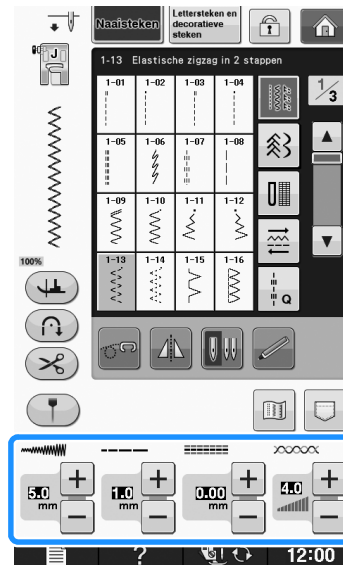 Naaisteken
Lettersteken en
decoratieve
steken
J
1-13 Elastische zigzag in 2 stappen
1-01 1-02 1-03 1-04
1/3
1-05 1-06 1-07 1-08
1-09 1-10 1-11 1-12
1-13 1-14 1-15 1-16
100%
Q
5.0 mm
1.0 mm
0.00 mm
4.0
? 12:00